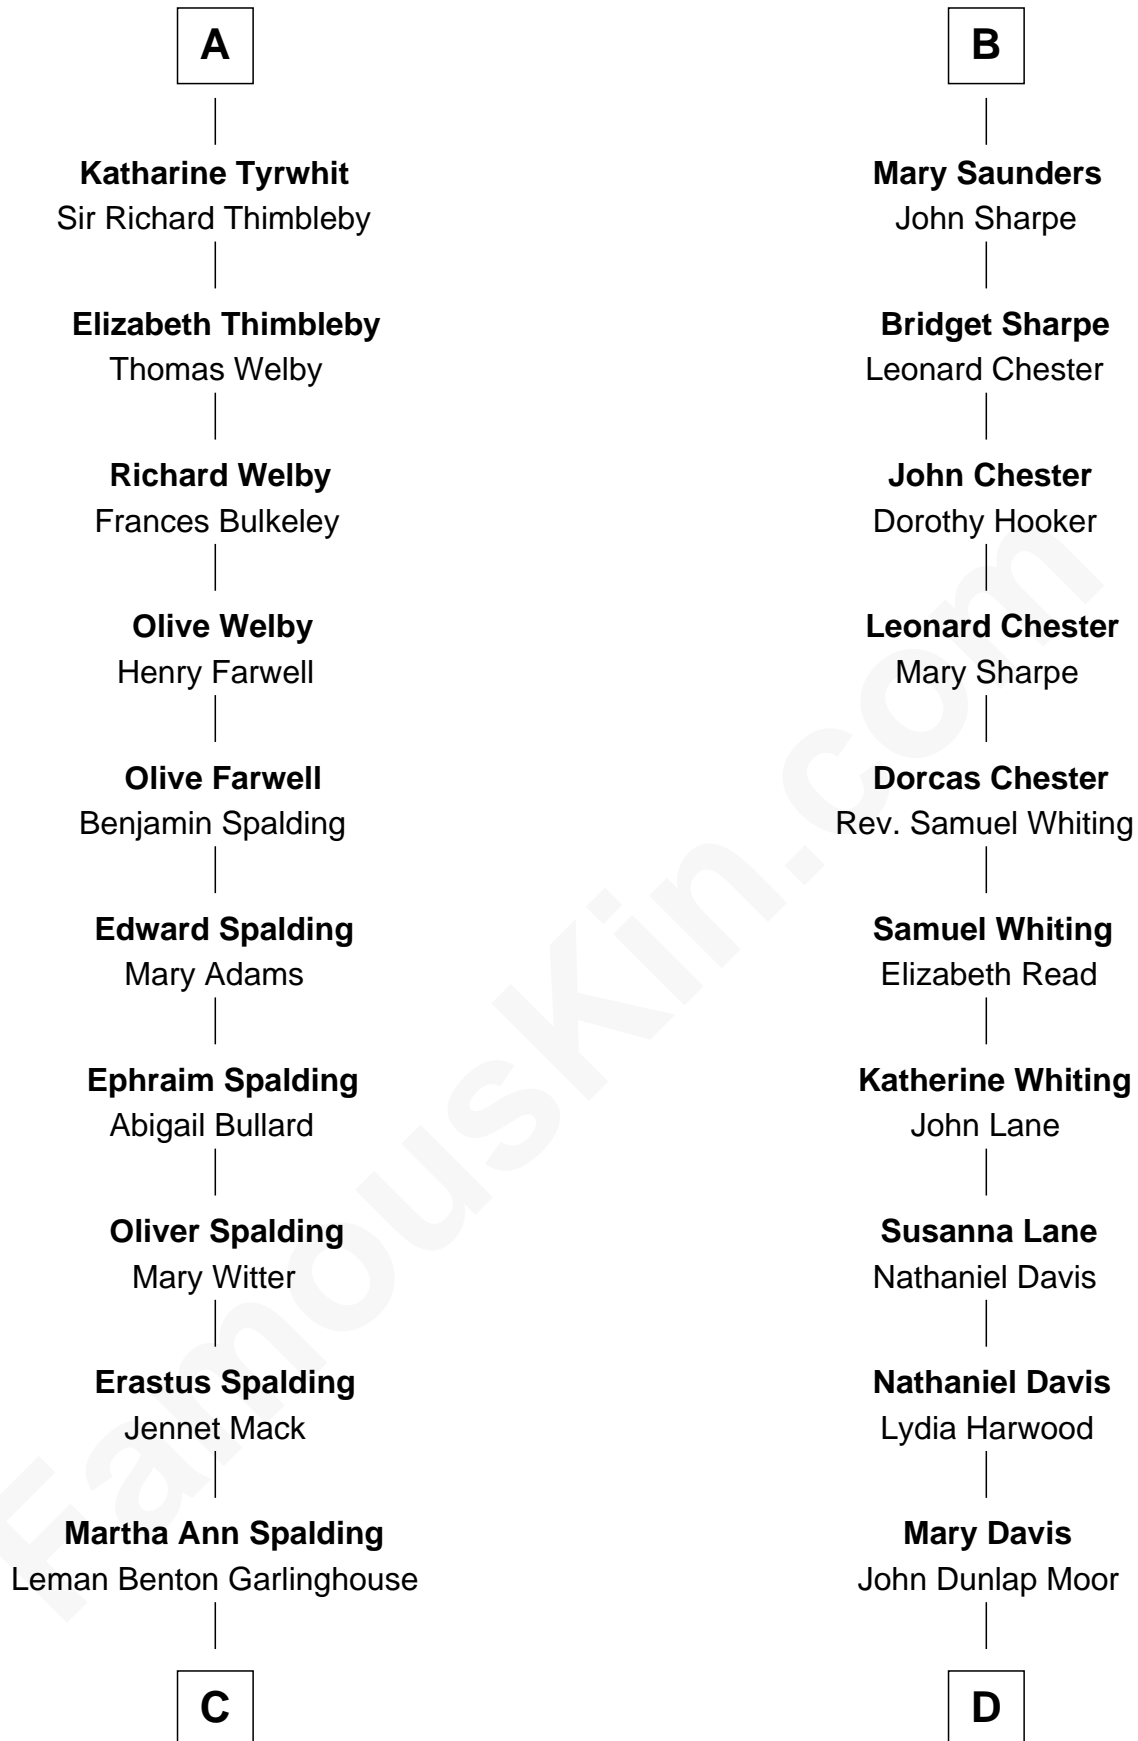 A
Katharine Tyrwhit
Sir Richard Thimbleby
Elizabeth Thimbleby
Thomas Welby
Richard Welby
Frances Bulkeley
Olive Welby
Henry Farwell
Olive Farwell
Benjamin Spalding
Edward Spalding
Mary Adams
Ephraim Spalding
Abigail Bullard
Oliver Spalding
Mary Witter
Erastus Spalding
Jennet Mack
Martha Ann Spalding
Leman Benton Garlinghouse
C
B
Mary Saunders
John Sharpe
Bridget Sharpe
Leonard Chester
John Chester
Dorothy Hooker
Leonard Chester
Mary Sharpe
Dorcas Chester
Rev. Samuel Whiting
Samuel Whiting
Elizabeth Read
Katherine Whiting
John Lane
Susanna Lane
Nathaniel Davis
Nathaniel Davis
Lydia Harwood
Mary Davis
John Dunlap Moor
D
FamousKin.com